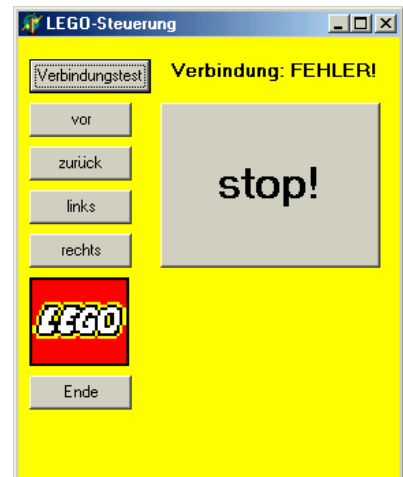 LEGO-Steuerung
Verbindungstest
Verbindung: FEHLER!
vor
stop!
zurück
links
rechts
LEGO
Ende